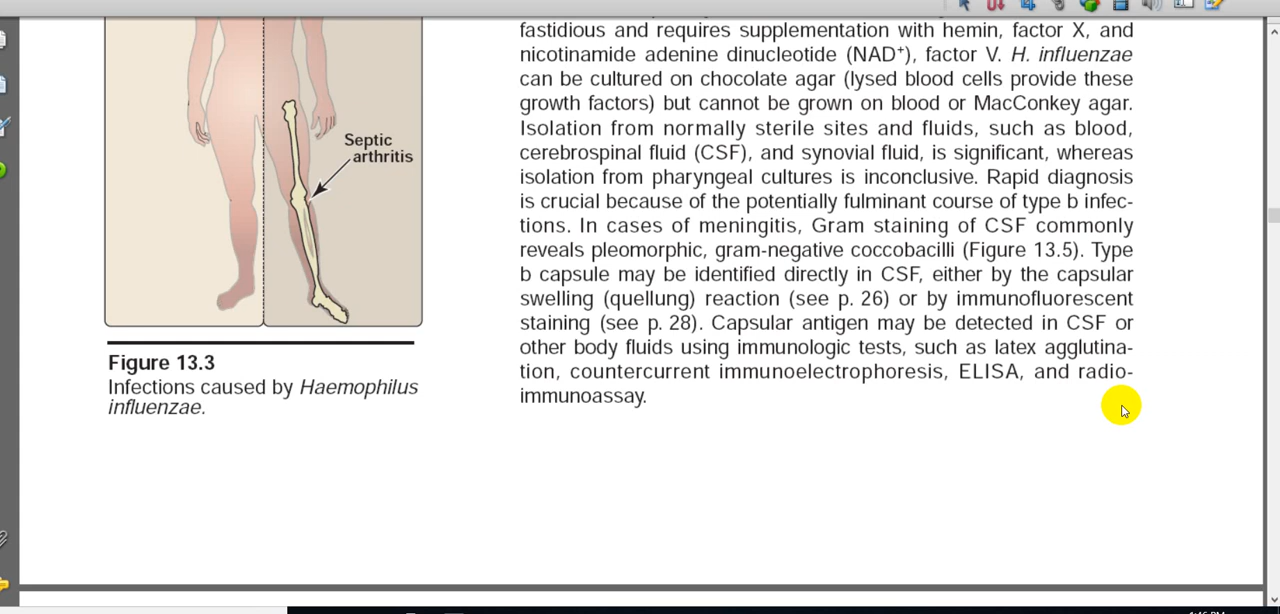 Septic
arthritis
Figure 13.3
Infections caused by Haemophilus
influenzae.
fastidious and requires supplementation with hemin, factor X, and
nicotinamide adenine dinucleotide (NAD⁺), factor V. H. influenzae
can be cultured on chocolate agar (lysed blood cells provide these
growth factors) but cannot be grown on blood or MacConkey agar.
Isolation from normally sterile sites and fluids, such as blood,
cerebrospinal fluid (CSF), and synovial fluid, is significant, whereas
isolation from pharyngeal cultures is inconclusive. Rapid diagnosis
is crucial because of the potentially fulminant course of type b infec-
tions. In cases of meningitis, Gram staining of CSF commonly
reveals pleomorphic, gram-negative coccobacilli (Figure 13.5). Type
b capsule may be identified directly in CSF, either by the capsular
swelling (quellung) reaction (see p. 26) or by immunofluorescent
staining (see p. 28). Capsular antigen may be detected in CSF or
other body fluids using immunologic tests, such as latex agglutina-
tion, countercurrent immunoelectrophoresis, ELISA, and radio-
immunoassay.